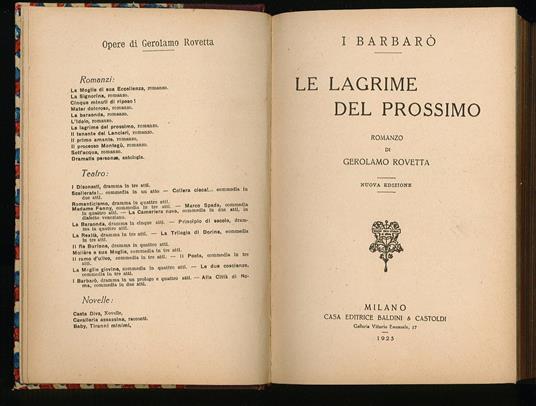 Opere di Gerolamo Rovetta
Romanzi:
La Moglie di sua Eccellenza, romanzo.
La Signorina, romanzo.
Cinque minuti di riposo!
Mater dolorosa, romanzo.
La baraonda, romanzo.
L'Idolo, romanzo.
Le lagrime del prossimo, romanzo.
Il tenente dei Lancieri, romanzo.
Il primo amante, romanzo.
Il processo Montegù, romanzo.
Sott'acqua, romanzo.
Dramatis personae, antologia.
Teatro:
I Disonesti, dramma in tre atti.
Scellerata!... commedia in un atto — Collera cieca!... commedia in
due atti.
Romanticismo, dramma in quattro atti.
Madame Fanny, commedia in tre atti. — Marco Spada, commedia
in quattro atti. — La Cameriera nova, commedia in due atti, in
dialetto veneziano.
La Baraonda, dramma in cinque atti. — Principio di secolo, dram-
ma in quattro atti.
La Realtà, dramma in tre atti. — La Trilogia di Dorina, commedia
in tre atti.
Il Re Burlone, dramma in quattro atti.
Molière e sua Moglie, commedia in tre atti.
Il ramo d'ulivo, commedia in tre atti. — Il Poeta, commedia in tre
atti.
La Moglie giovine, commedia in quattro atti. — Le due coscienze,
commedia in tre atti.
I Barbarò, dramma in un prologo e quattro atti. — Alla Città di Ro-
ma, commedia in due atti.
Novelle:
Casta Diva, Novelle.
Cavalleria assassina, racconti.
Baby, Tiranni minimi,
I BARBARÒ
LE LAGRIME
DEL PROSSIMO
ROMANZO
DI
GEROLAMO ROVETTA
NUOVA EDIZIONE
MILANO
CASA EDITRICE BALDINI & CASTOLDI
Galleria Vittorio Emanuele, 17
1923